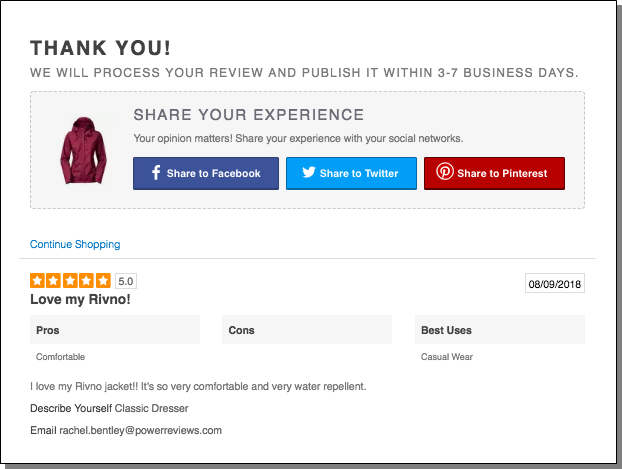 THANK YOU!
WE WILL PROCESS YOUR REVIEW AND PUBLISH IT WITHIN 3-7 BUSINESS DAYS.
SHARE YOUR EXPERIENCE
Your opinion matters! Share your experience with your social networks.
Share to Facebook Share to Twitter Share to Pinterest
Continue Shopping
5.0 08/09/2018
Love my Rivno!
Pros Cons Best Uses
Comfortable Casual Wear
I love my Rivno jacket!! It's so very comfortable and very water repellent.
Describe Yourself Classic Dresser
Email rachel.bentley@powerreviews.com